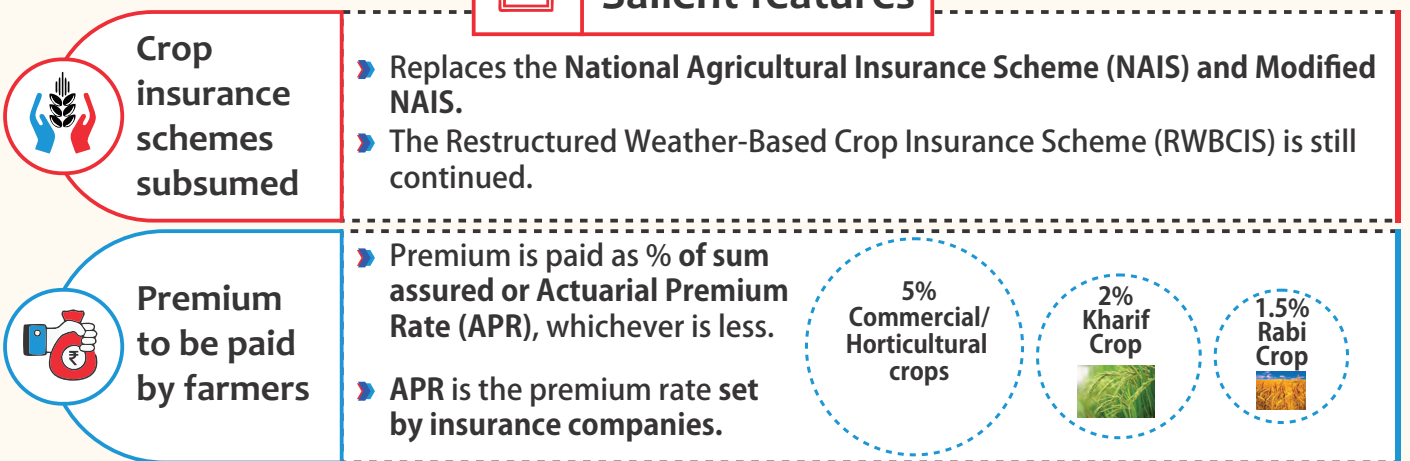 Salient features
Crop
insurance
schemes
subsumed
Replaces the National Agricultural Insurance Scheme (NAIS) and Modified
NAIS.
The Restructured Weather-Based Crop Insurance Scheme (RWBCIS) is still
continued.
Premium
to be paid
by farmers
₹
Premium is paid as % of sum
assured or Actuarial Premium
Rate (APR), whichever is less.
APR is the premium rate set
by insurance companies.
5%
Commercial/
Horticultural
crops
2%
Kharif
Crop
1.5%
Rabi
Crop